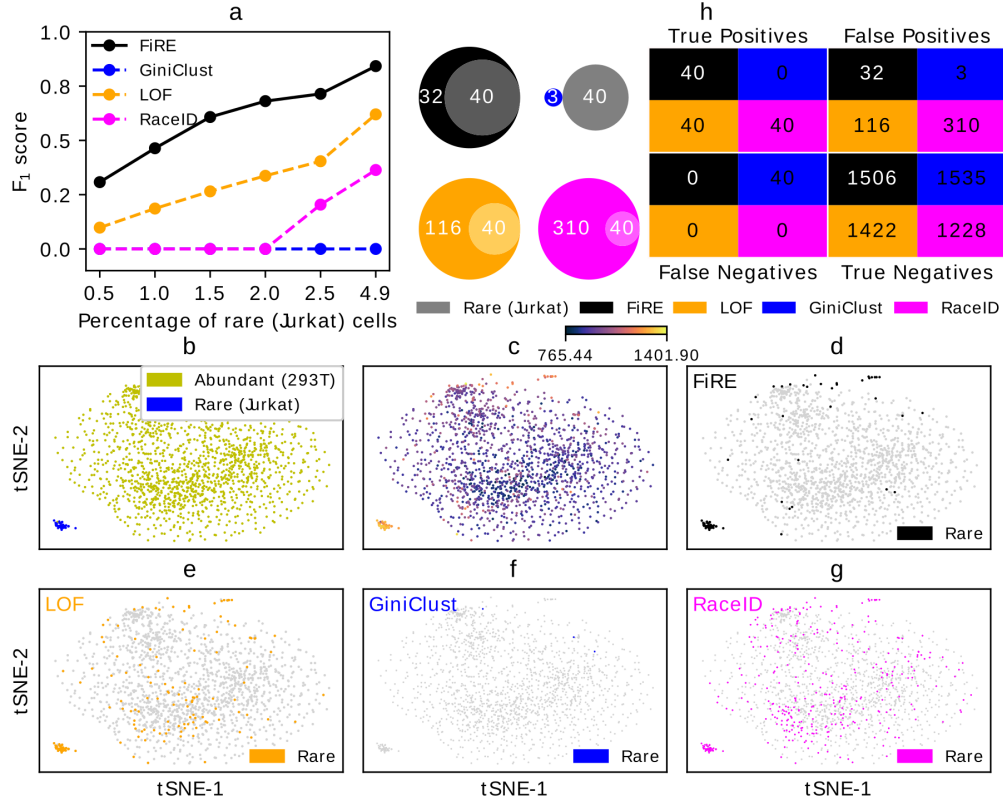 a
1.0
0.8
0.5
0.2
0.0
F1 score
FiRE
GiniClust
LOF
RaceID
0.5 1.0 1.5 2.0 2.5 4.9
Percentage of rare (Jurkat) cells
h
32 40
3 40
116 40
310 40
True Positives False Positives
40 0 32 3
40 40 116 310
0 40 1506 1535
0 0 1422 1228
False Negatives True Negatives
Rare (Jurkat) FiRE LOF GiniClust RaceID
765.44 1401.90
b
Abundant (293T)
Rare (Jurkat)
tSNE-2
c
d
FiRE
Rare
e
LOF
Rare
tSNE-2
tSNE-1
f
GiniClust
Rare
tSNE-1
g
RaceID
Rare
tSNE-1